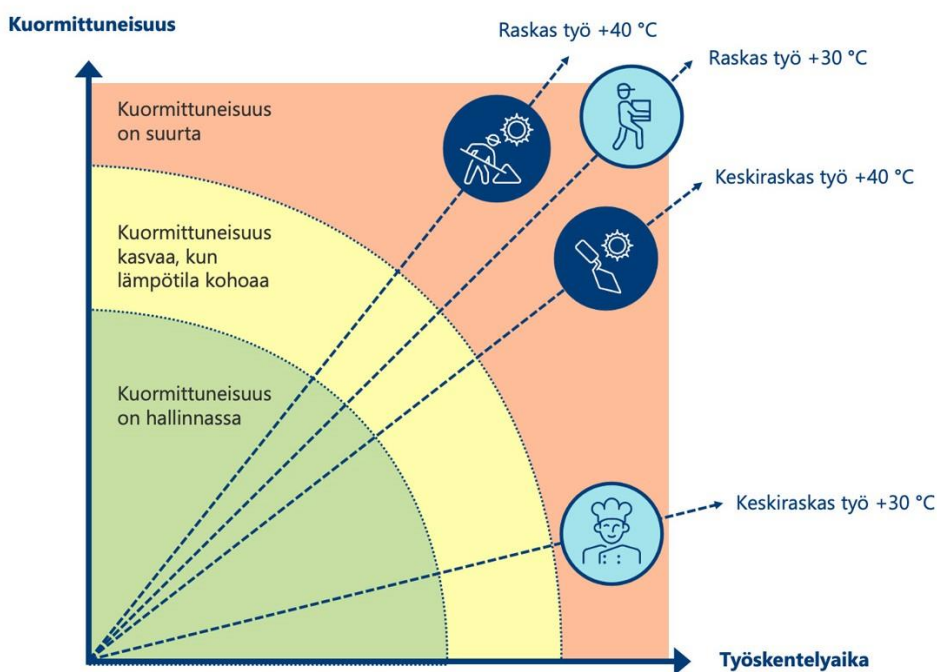 Kuormittuneisuus
Raskas työ +40 °C
Raskas työ +30 °C
Kuormittuneisuus
on suurta
Keskiraskas työ +40 °C
Kuormittuneisuus
kasvaa, kun
lämpötila kohoaa
Kuormittuneisuus
on hallinnassa
Keskiraskas työ +30 °C
Työskentelyaika